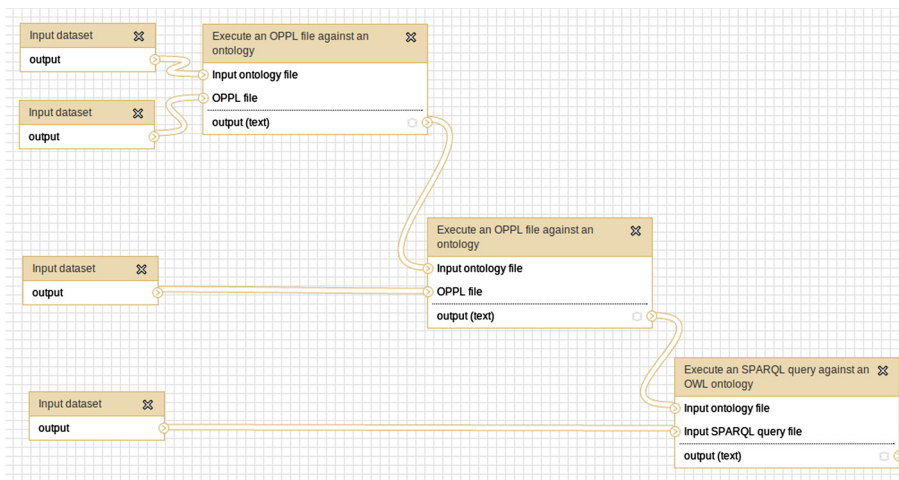 Input dataset
output
Execute an OPPL file against an
ontology
Input ontology file
OPPL file
output (text)
Input dataset
output
Execute an OPPL file against an
ontology
Input ontology file
OPPL file
output (text)
Input dataset
output
Execute an SPARQL query against an
OWL ontology
Input ontology file
Input SPARQL query file
output (text)
Input dataset
output